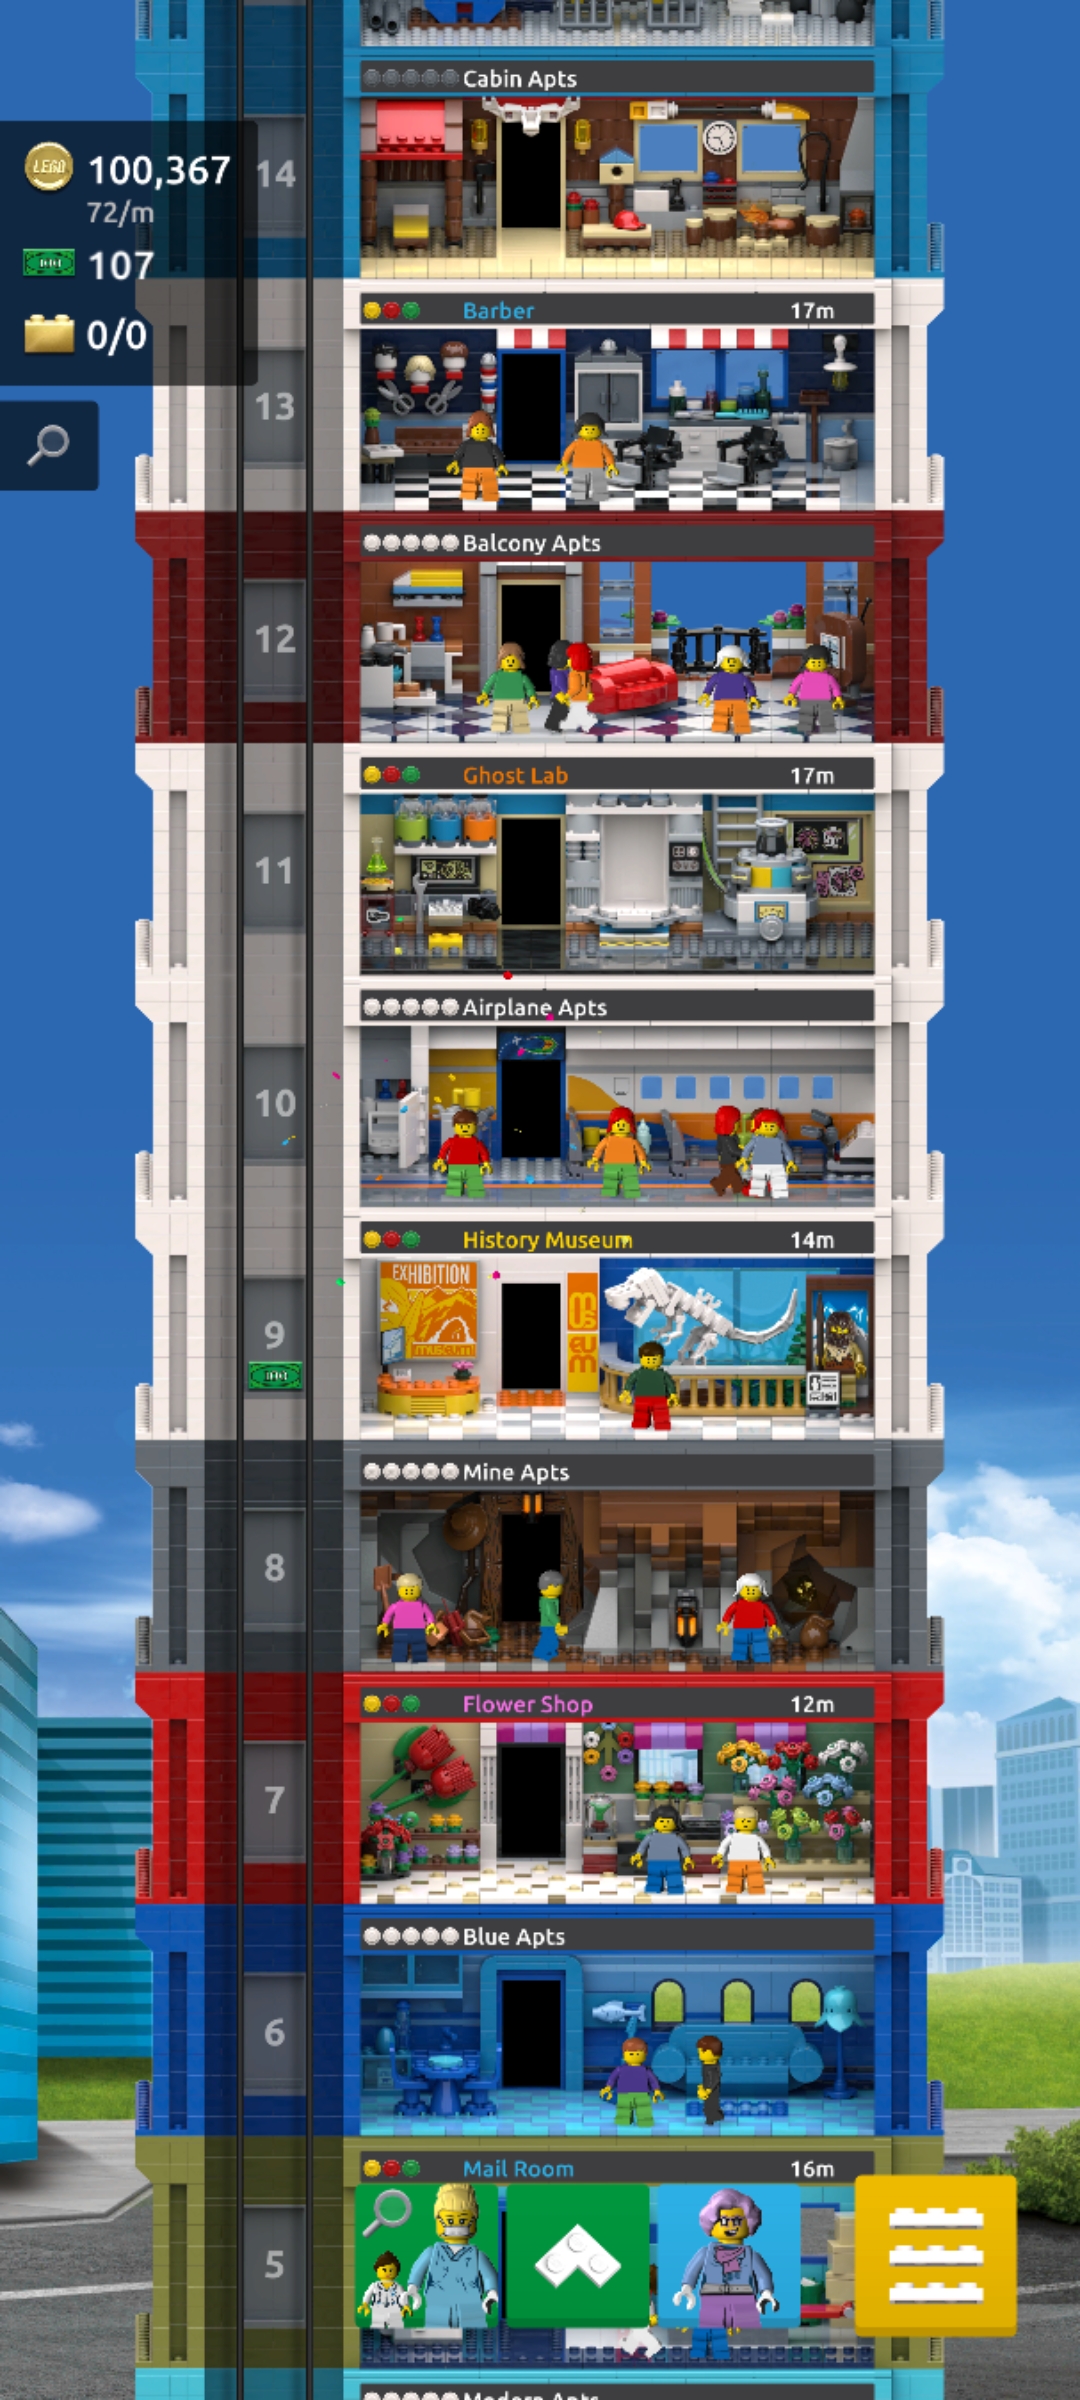 Cabin Apts
LEGO
100,367
72/m
107
0/0
14
Barber 17m
13
Balcony Apts
12
Ghost Lab 17m
11
Airplane Apts
10
History Museum 14m
EXHIBITION
museum
museum
9
Mine Apts
8
Flower Shop 12m
7
Blue Apts
6
Mail Room 16m
5
Modern Apts